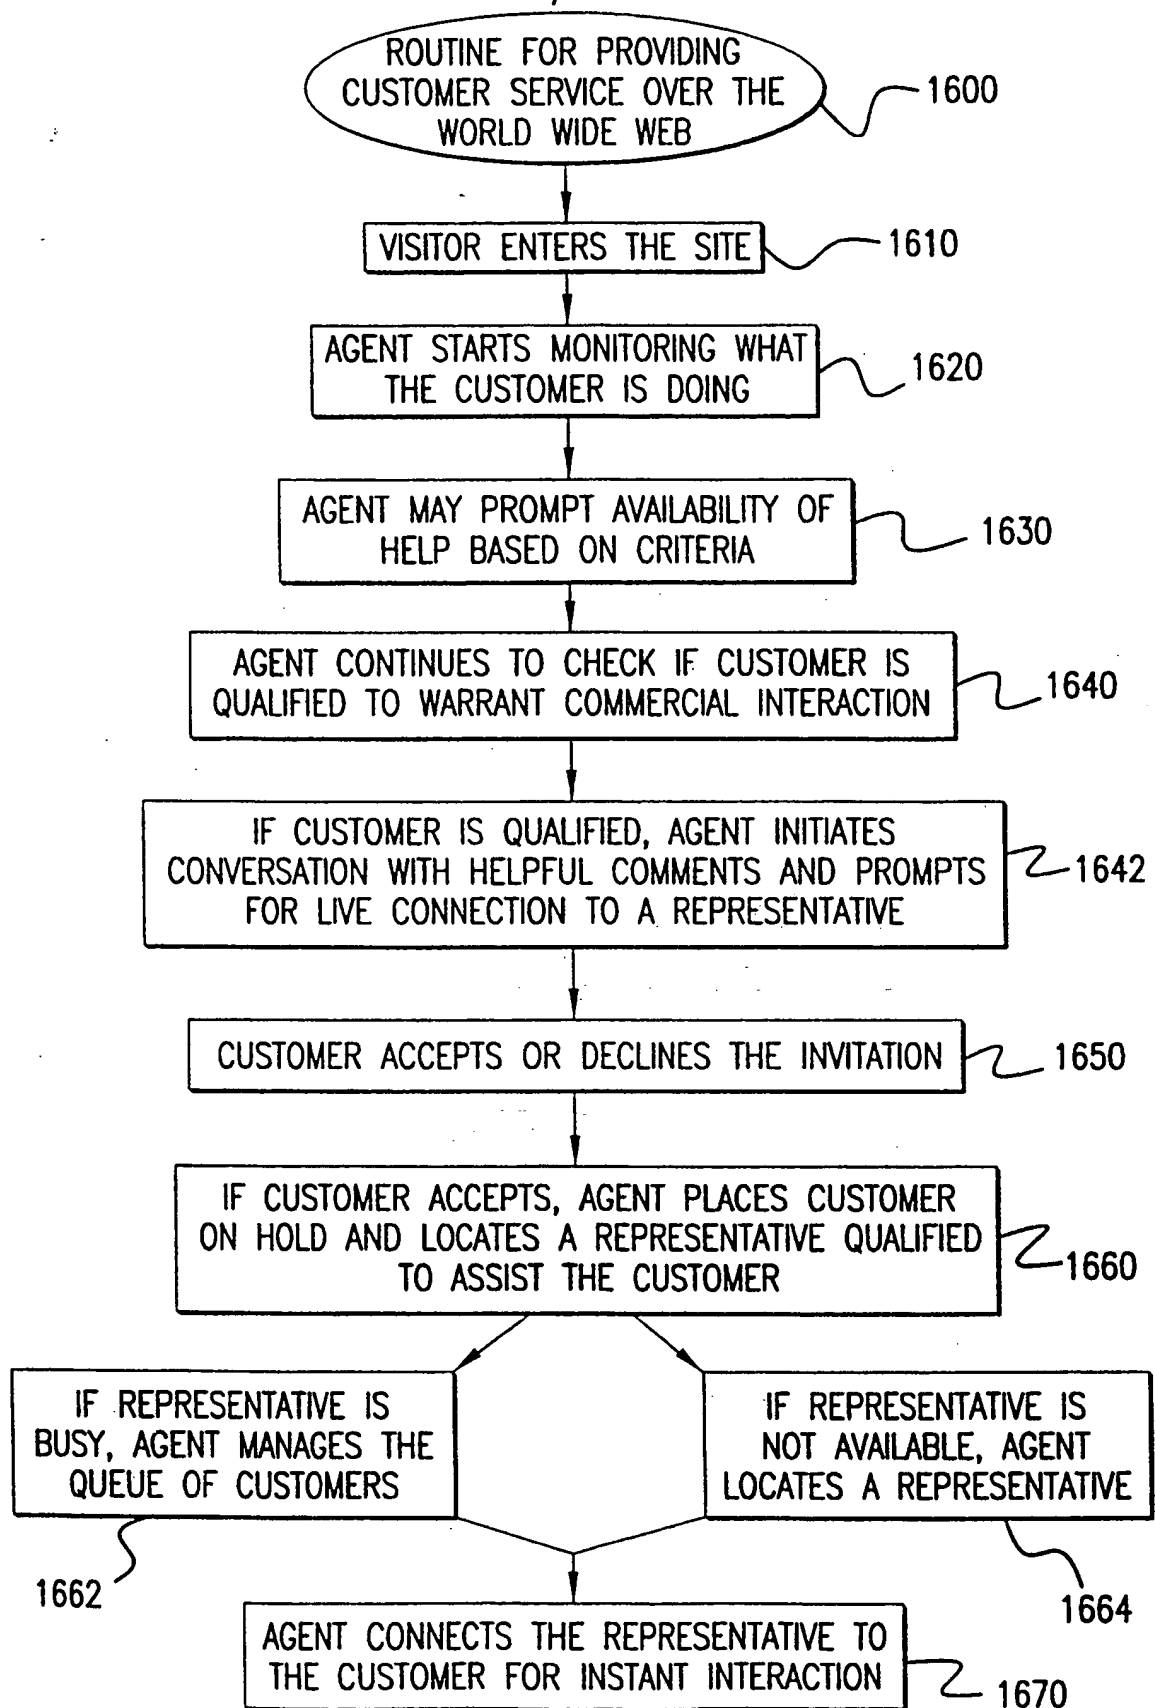 ROUTINE FOR PROVIDING
CUSTOMER SERVICE OVER THE
WORLD WIDE WEB
1600
VISITOR ENTERS THE SITE
1610
AGENT STARTS MONITORING WHAT
THE CUSTOMER IS DOING
1620
AGENT MAY PROMPT AVAILABILITY OF
HELP BASED ON CRITERIA
1630
AGENT CONTINUES TO CHECK IF CUSTOMER IS
QUALIFIED TO WARRANT COMMERCIAL INTERACTION
1640
IF CUSTOMER IS QUALIFIED, AGENT INITIATES
CONVERSATION WITH HELPFUL COMMENTS AND PROMPTS
FOR LIVE CONNECTION TO A REPRESENTATIVE
1642
CUSTOMER ACCEPTS OR DECLINES THE INVITATION
1650
IF CUSTOMER ACCEPTS, AGENT PLACES CUSTOMER
ON HOLD AND LOCATES A REPRESENTATIVE QUALIFIED
TO ASSIST THE CUSTOMER
1660
IF REPRESENTATIVE IS
BUSY, AGENT MANAGES THE
QUEUE OF CUSTOMERS
1662
IF REPRESENTATIVE IS
NOT AVAILABLE, AGENT
LOCATES A REPRESENTATIVE
1664
AGENT CONNECTS THE REPRESENTATIVE TO
THE CUSTOMER FOR INSTANT INTERACTION
1670